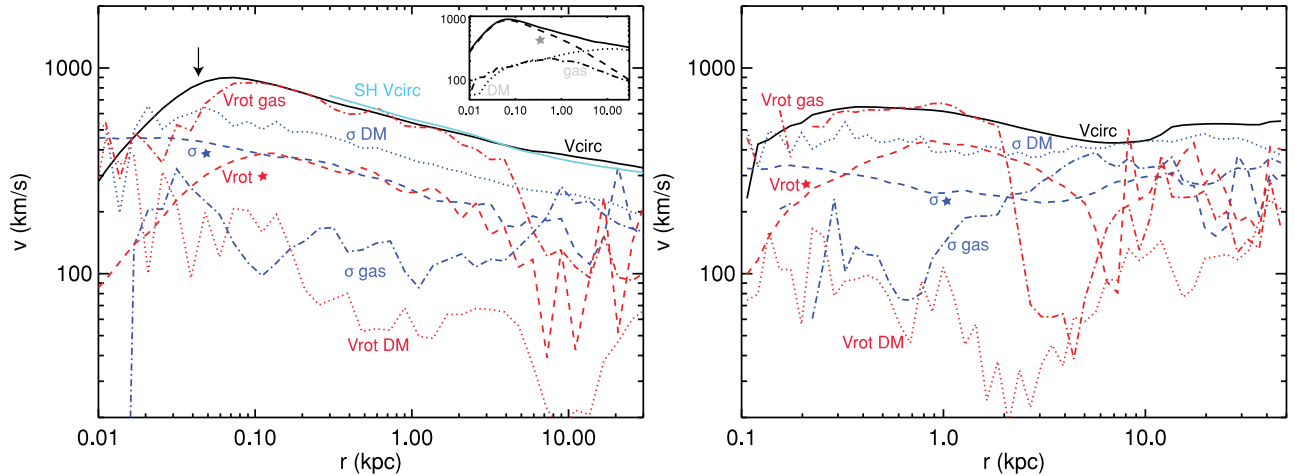 1000
100
0.01
0.10
1.00
10.00
v (km/s)
r (kpc)
Vrot gas
SH Vcirc
σ DM
Vcirc
σ ★
Vrot ★
σ gas
Vrot DM
1000
100
0.01
0.10
1.00
10.00
★
gas
DM
1000
100
0.1
1.0
10.0
v (km/s)
r (kpc)
Vrot gas
Vcirc
σ DM
Vrot ★
σ ★
σ gas
Vrot DM